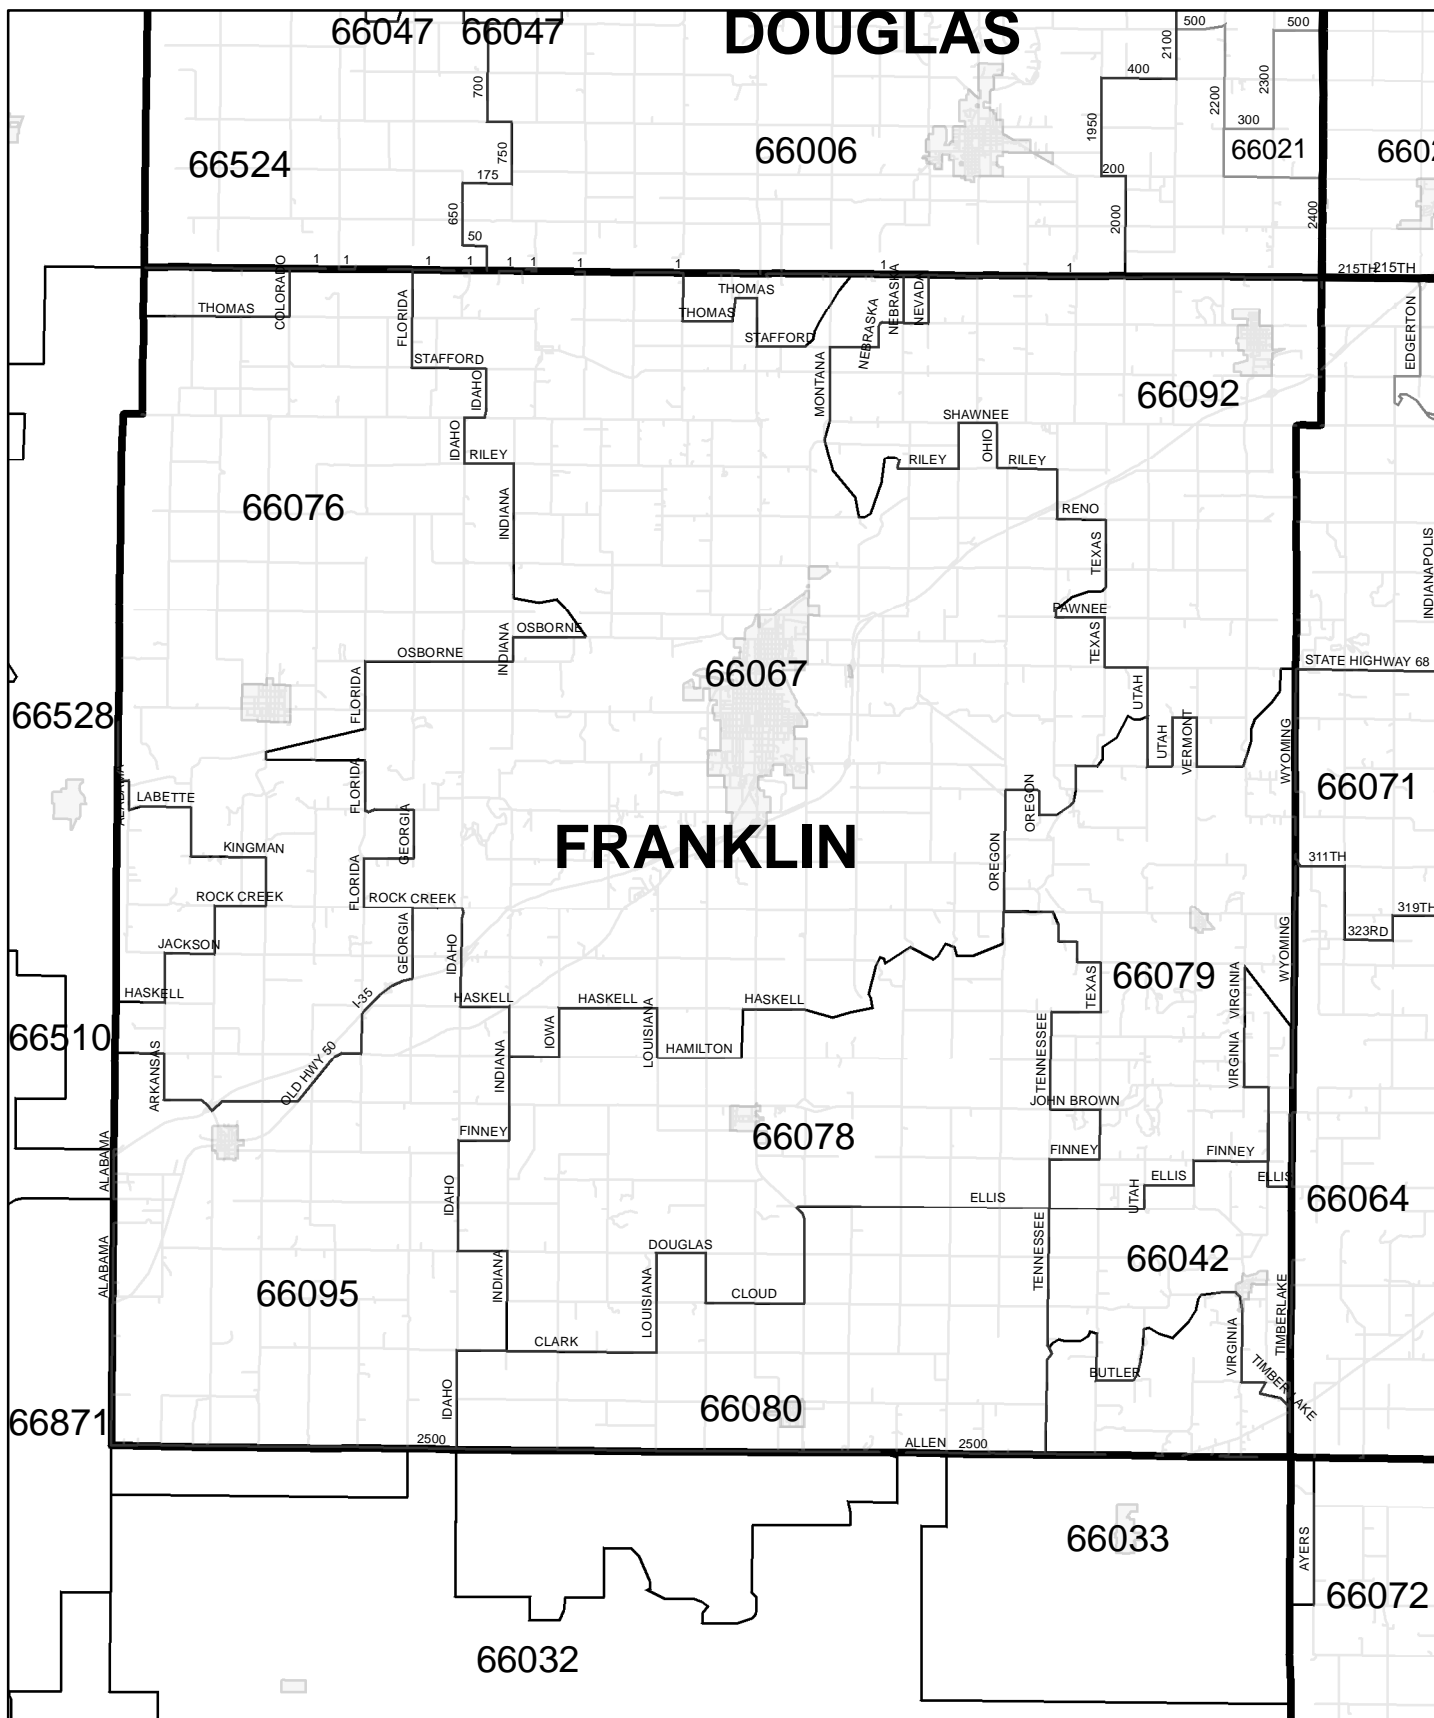 66047 66047 DOUGLAS 500 500
2100
400
700
2200
2300
1950
300
750
66524
66006
66021
175
200
650
2000
2400
50
1 1 1 1 1 1 1 1 1 1
215TH 215TH
COLORADO
THOMAS
FLORIDA
THOMAS
THOMAS
NEBRASKA
NEBRASKA
NEVADA
EDGERTON
STAFFORD
STAFFORD
MONTANA
66092
IDAHO
IDAHO
SHAWNEE
OHIO
RILEY
RILEY
RILEY
66076
INDIANA
RENO
TEXAS
INDIANAPOLIS
PAWNEE
OSBORNE
INDIANA
OSBORNE
TEXAS
STATE HIGHWAY 68
66067
FLORIDA
UTAH
66528
UTAH
VERMONT
WYOMING
ALABAMA
LABETTE
FLORIDA
OREGON
66071
GEORGIA
FRANKLIN
KINGMAN
OREGON
311TH
FLORIDA
ROCK CREEK
ROCK CREEK
319TH
323RD
JACKSON
GEORGIA
IDAHO
WYOMING
66079
TEXAS
VIRGINIA
HASKELL
I-35
HASKELL
HASKELL
HASKELL
IOWA
LOUISIANA
HAMILTON
66510
ARKANSAS
OLD HWY 50
INDIANA
TENNESSEE
VIRGINIA
JOHN BROWN
66078
FINNEY
FINNEY
FINNEY
ALABAMA
IDAHO
ELLIS
UTAH
ELLIS
ELLIS
66064
ALABAMA
INDIANA
DOUGLAS
TENNESSEE
66042
66095
LOUISIANA
CLOUD
TIMBERLAKE
CLARK
VIRGINIA
BUTLER
TIMBERLAKE
IDAHO
66871
66080
2500
ALLEN 2500
66033
AYERS
66072
66032